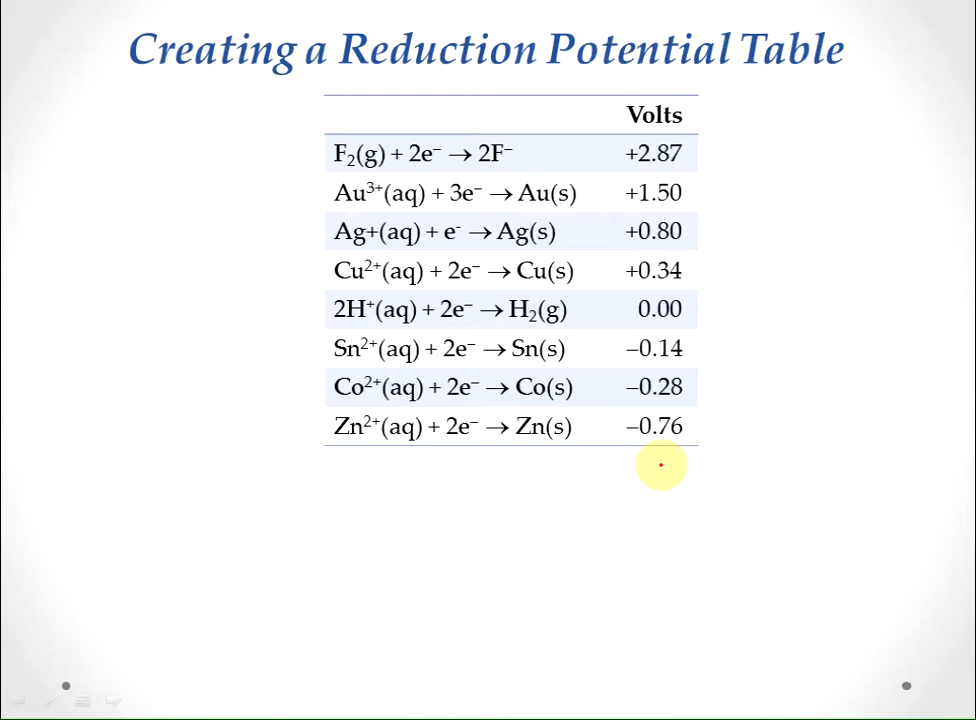 Creating a Reduction Potential Table
Volts
F₂(g) + 2e⁻ → 2F⁻ +2.87
Au³⁺(aq) + 3e⁻ → Au(s) +1.50
Ag+(aq) + e⁻ → Ag(s) +0.80
Cu²⁺(aq) + 2e⁻ → Cu(s) +0.34
2H⁺(aq) + 2e⁻ → H₂(g) 0.00
Sn²⁺(aq) + 2e⁻ → Sn(s) −0.14
Co²⁺(aq) + 2e⁻ → Co(s) −0.28
Zn²⁺(aq) + 2e⁻ → Zn(s) −0.76